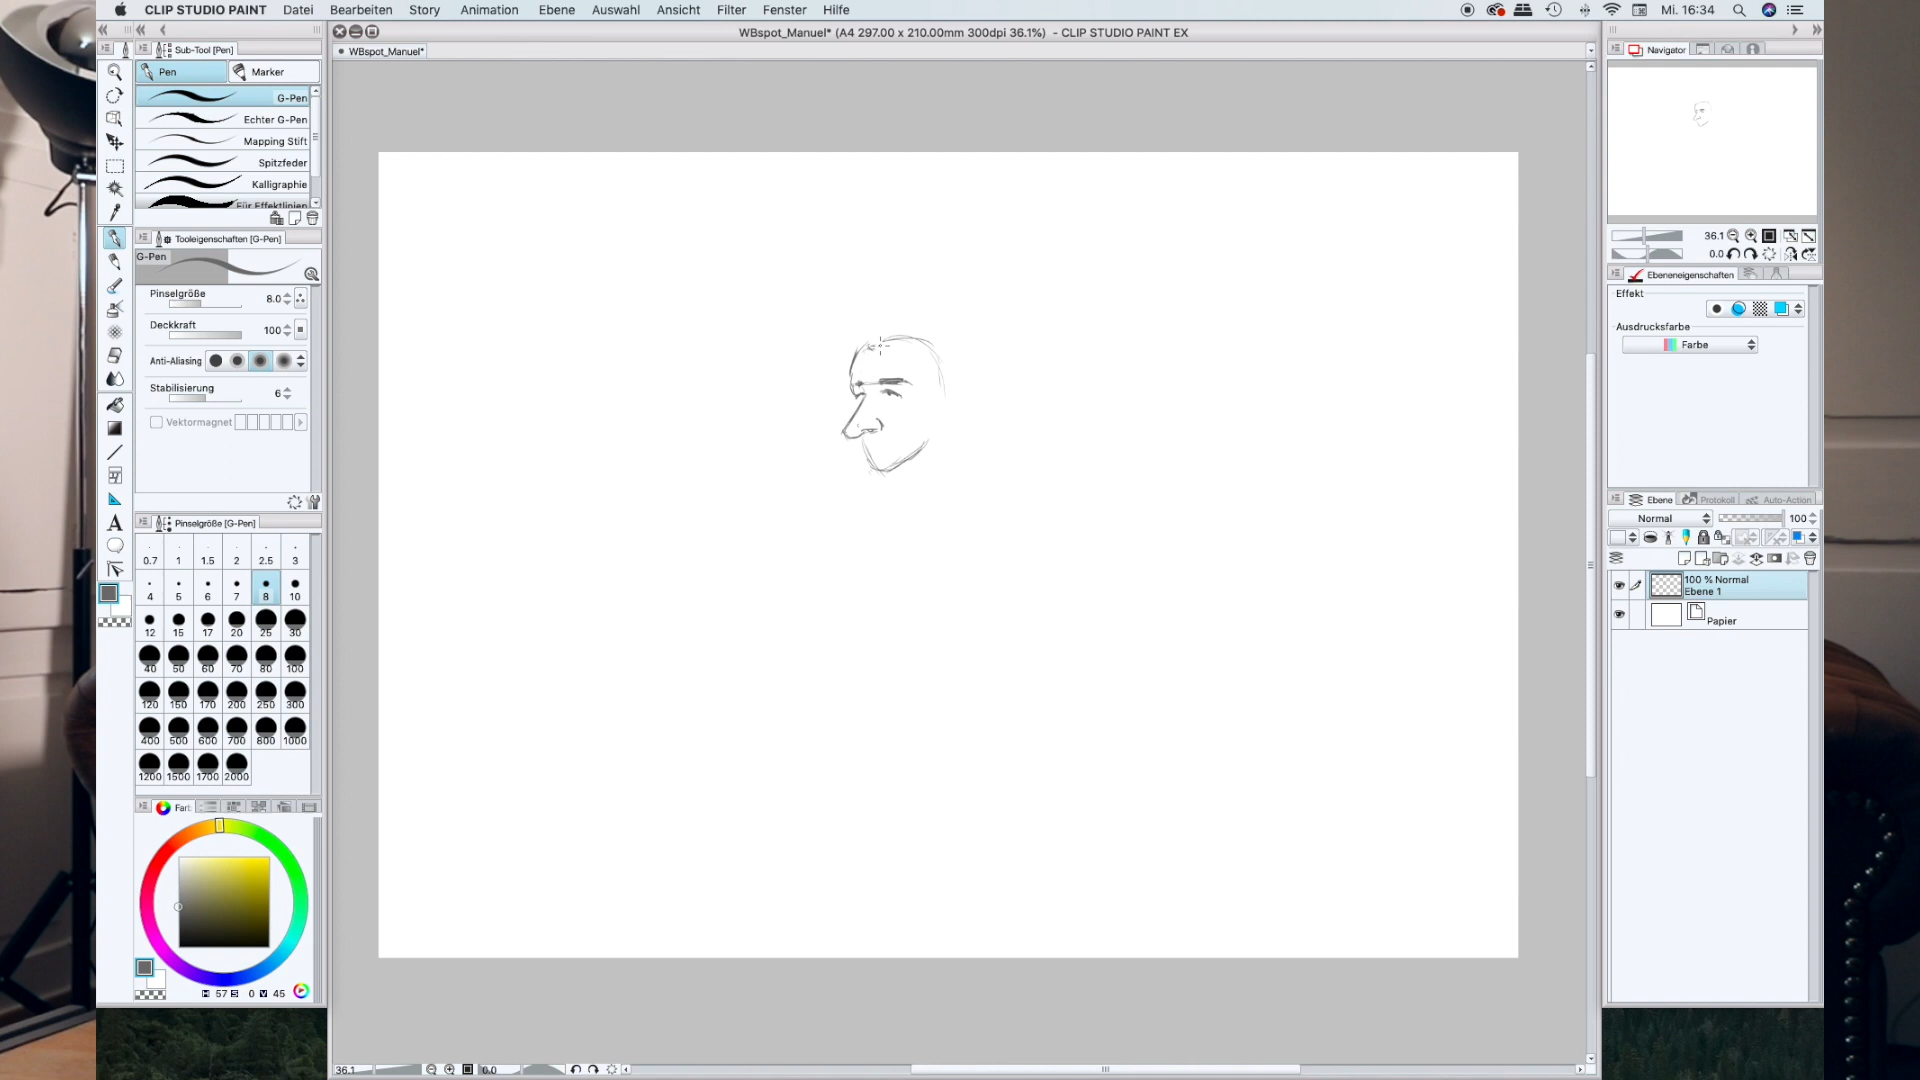 CLIP STUDIO PAINT Datei Bearbeiten Story Animation Ebene Auswahl Ansicht Filter Fenster Hilfe Mi. 16:34
WBspot_Manuel* (A4 297.00 x 210.00mm 300dpi 36.1%) - CLIP STUDIO PAINT EX
WBspot_Manuel*
Sub-Tool [Pen]
Pen Marker
G-Pen
Echter G-Pen
Mapping Stift
Spitzfeder
Kalligraphie
Für Effektlinien
Tooleigenschaften [G-Pen]
G-Pen
Pinselgröße 8.0
Deckkraft 100
Anti-Aliasing
Stabilisierung 6
Vektormagnet
Pinselgröße [G-Pen]
0.7 1 1.5 2 2.5 3
4 5 6 7 8 10
12 15 17 20 25 30
40 50 60 70 80 100
120 150 170 200 250 300
400 500 600 700 800 1000
1200 1500 1700 2000
Far
H 57 S 0 V 45
36.1 0.0
Navigator
36.1
0.0
Ebeneneigenschaften
Effekt
Ausdrucksfarbe
Farbe
Ebene Protokoll Auto-Action
Normal 100
100 % Normal
Ebene 1
Papier